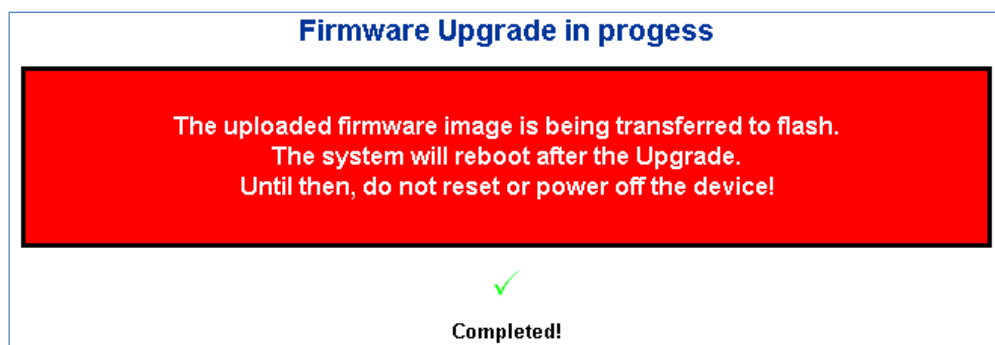 Firmware Upgrade in progess
The uploaded firmware image is being transferred to flash.
The system will reboot after the Upgrade.
Until then, do not reset or power off the device!
Completed!